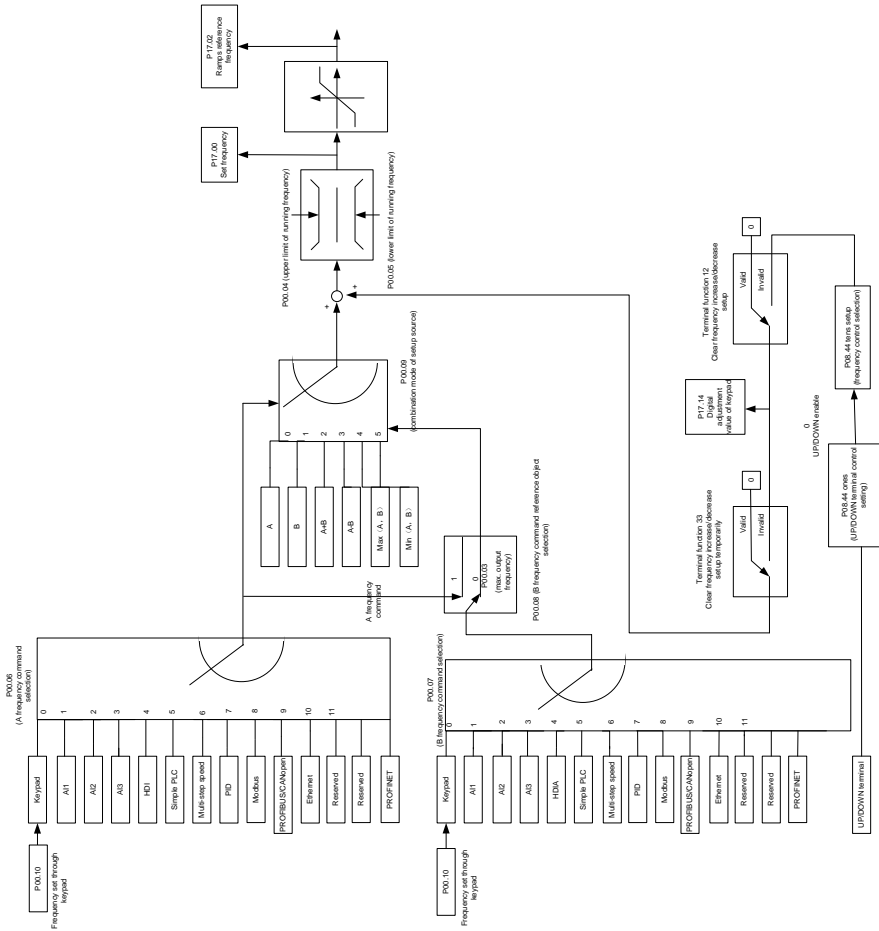 P00.10
Frequency set through
keypad
Keypad
AI1
AI2
AI3
HDI
Simple PLC
Multi-step speed
PID
Modbus
PROFIBUS/CANopen
Ethernet
Reserved
Reserved
PROFINET
P00.06
(A frequency command
selection)
0
1
2
3
4
5
6
7
8
9
10
11
A frequency
command
A
B
A+B
A-B
Max（A，B）
Min（A，B）
0
1
2
3
4
5
P00.09
(combination mode of setup source)
+
+
P00.04 (upper limit of running frequency)
P00.05 (lower limit of running frequency)
P17.00
Set frequency
P17.02
Ramps reference
frequency
P00.10
Frequency set through
keypad
Keypad
AI1
AI2
AI3
HDIA
Simple PLC
Multi-step speed
PID
Modbus
PROFIBUS/CANopen
Ethernet
Reserved
Reserved
PROFINET
P00.07
(B frequency command selection)
0
1
2
3
4
5
6
7
8
9
10
11
1
0
P00.03
(max. output
frequency)
P00.08 (B frequency command reference object
selection)
UP/DOWN terminal
P08.44 ones
(UP/DOWN terminal control
setting)
0
UP/DOWN enable
P08.44 tens setup
(frequency control selection)
Terminal function 33
Clear frequency increase/decrease
setup temporarily
Valid
Invalid
0
P17.14
Digital
adjustment
value of keypad
Terminal function 12
Clear frequency increase/decrease
setup
Valid
Invalid
0